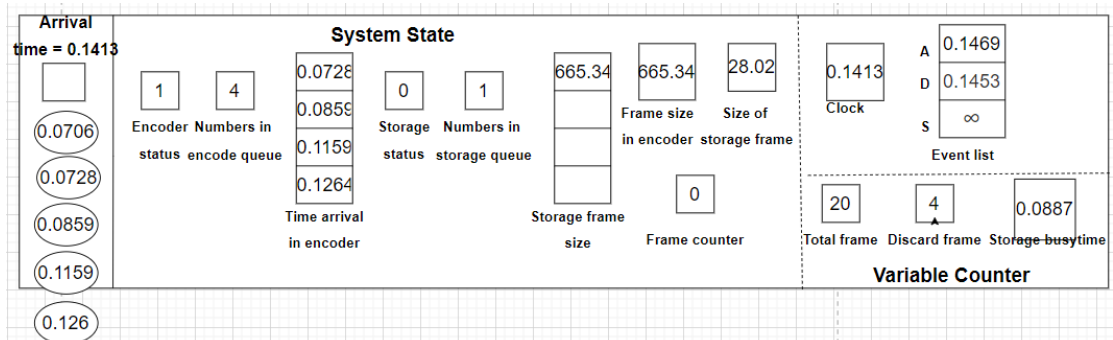 Arrival
time = 0.1413
0.0706
0.0728
0.0859
0.1159
0.126
System State
1
Encoder
status
4
Numbers in
encode queue
0.0728
0.0859
0.1159
0.1264
Time arrival
in encoder
0
Storage
status
1
Numbers in
storage queue
665.34
Storage frame
size
665.34
Frame size
in encoder
28.02
Size of
storage frame
0
Frame counter
0.1413
Clock
A 0.1469
D 0.1453
S ∞
Event list
20
Total frame
4
Discard frame
0.0887
Storage busytime
Variable Counter